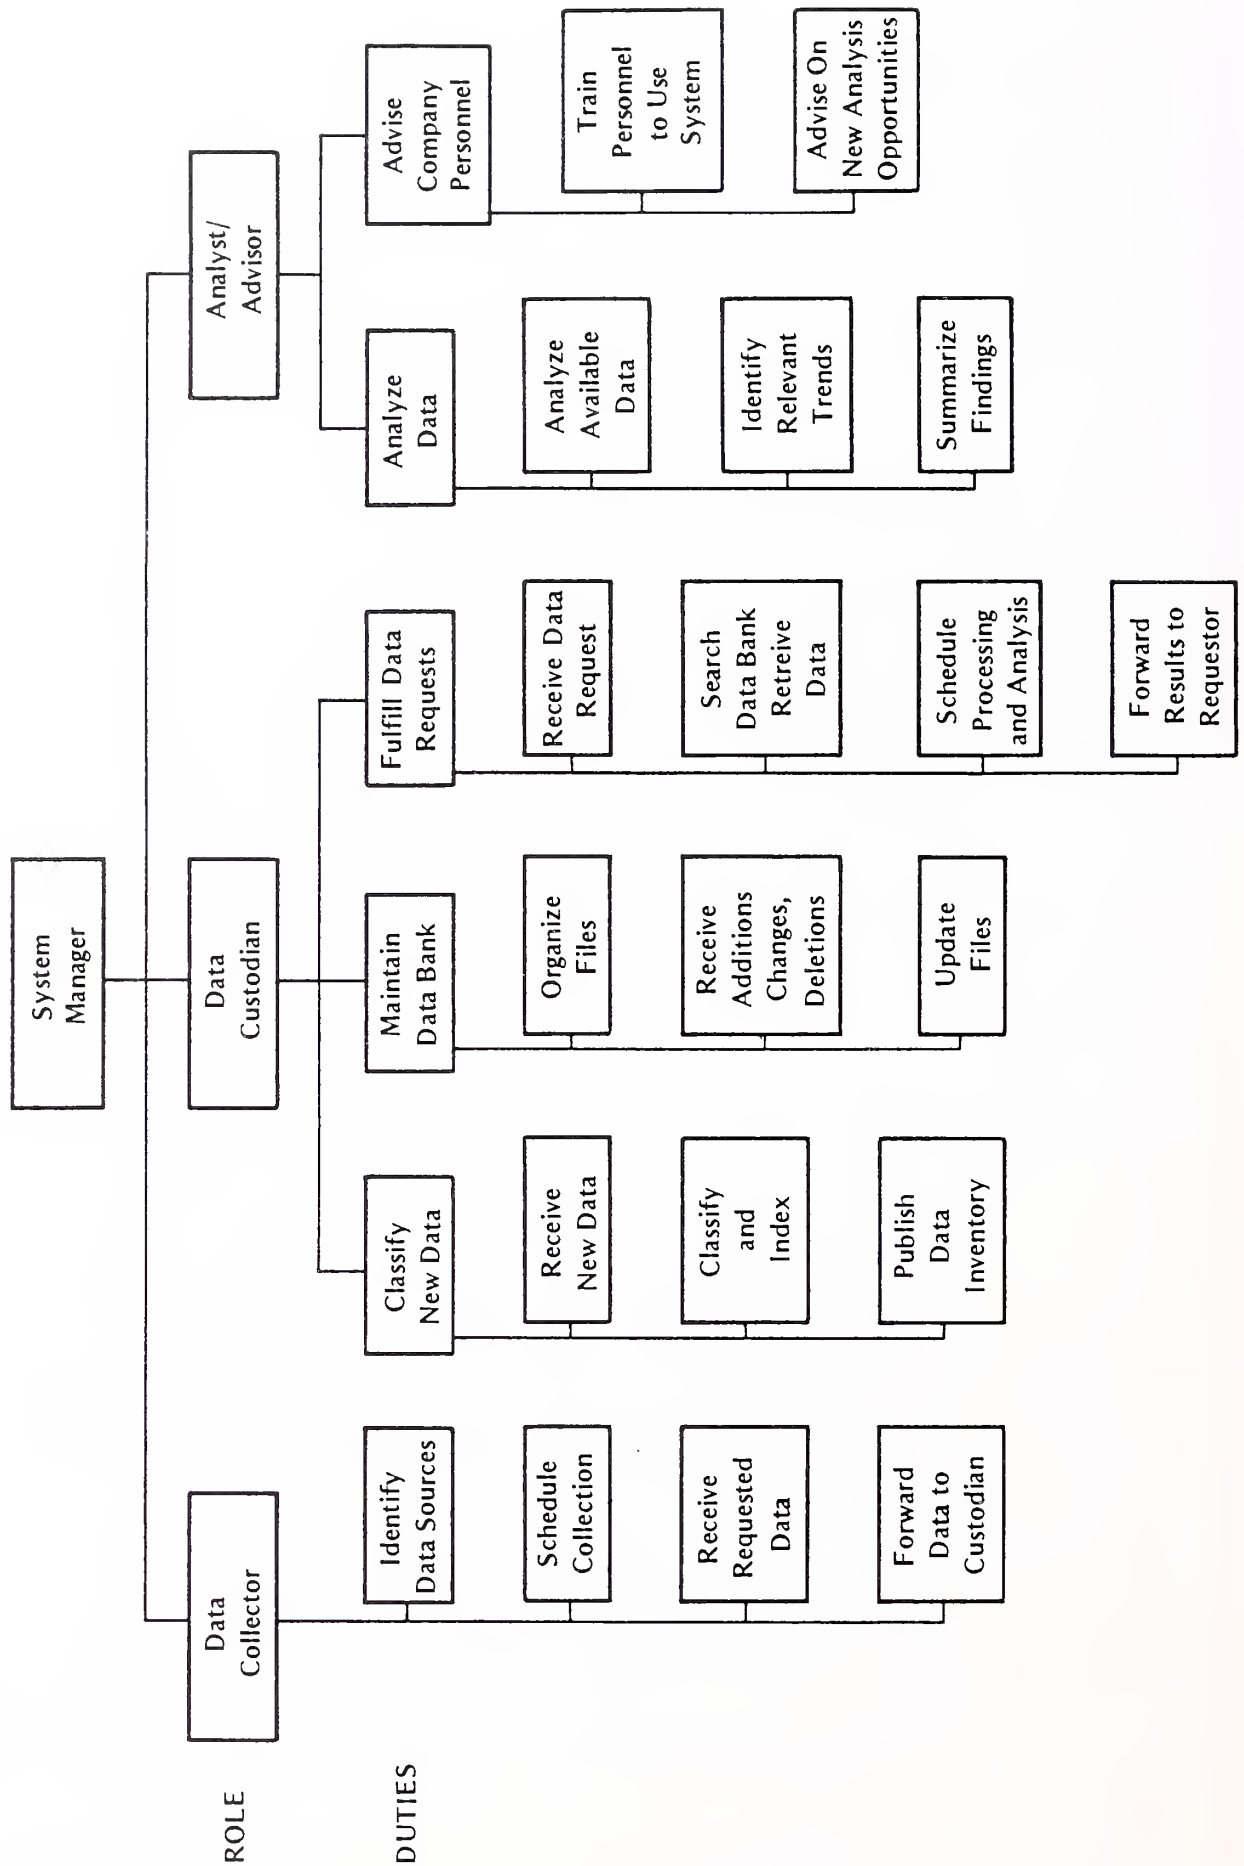 System
Manager
ROLE
Data
Collector
Data
Custodian
Analyst/
Advisor
DUTIES
Identify
Data Sources
Schedule
Collection
Receive
Requested
Data
Forward
Data to
Custodian
Classify
New Data
Receive
New Data
Classify
and
Index
Publish
Data
Inventory
Maintain
Data Bank
Organize
Files
Receive
Additions
Changes,
Deletions
Update
Files
Fulfill Data
Requests
Receive Data
Request
Search
Data Bank
Retreive
Data
Schedule
Processing
and Analysis
Forward
Results to
Requestor
Analyze
Data
Analyze
Available
Data
Identify
Relevant
Trends
Summarize
Findings
Advise
Company
Personnel
Train
Personnel
to Use
System
Advise On
New Analysis
Opportunities